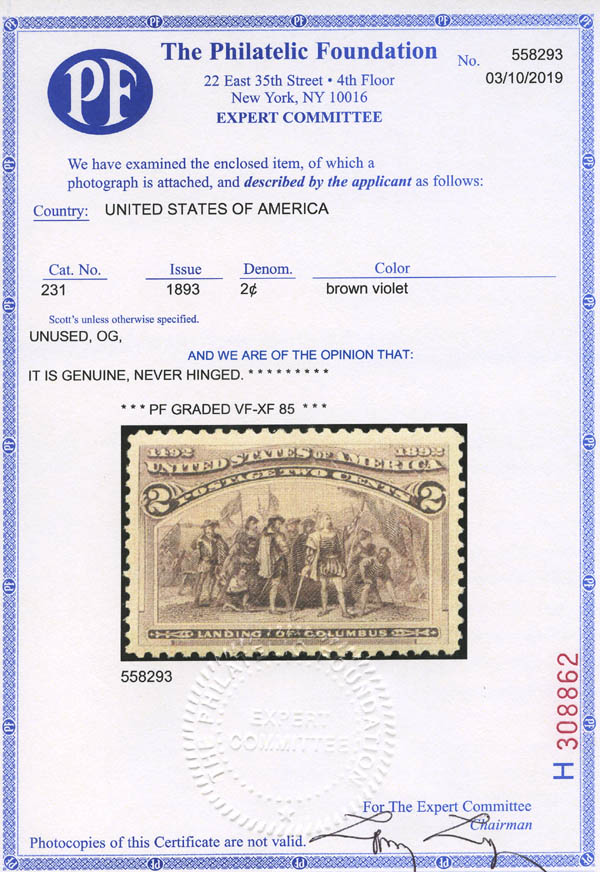 PF
The Philatelic Foundation
No. 558293
22 East 35th Street • 4th Floor
03/10/2019
New York, NY 10016
EXPERT COMMITTEE
We have examined the enclosed item, of which a
photograph is attached, and described by the applicant as follows:
Country: UNITED STATES OF AMERICA
Cat. No. Issue Denom. Color
231 1893 2¢ brown violet
Scott's unless otherwise specified.
UNUSED, OG,
AND WE ARE OF THE OPINION THAT:
IT IS GENUINE, NEVER HINGED. * * * * * * * * *
* * * PF GRADED VF-XF 85 * * *
1492 1892
UNITED STATES OF AMERICA
2 POSTAGE TWO CENTS 2
LANDING OF COLUMBUS
558293
THE PHILATELIC FOUNDATION
EXPERT
COMMITTEE
H 308862
For The Expert Committee
Chairman
Photocopies of this Certificate are not valid.